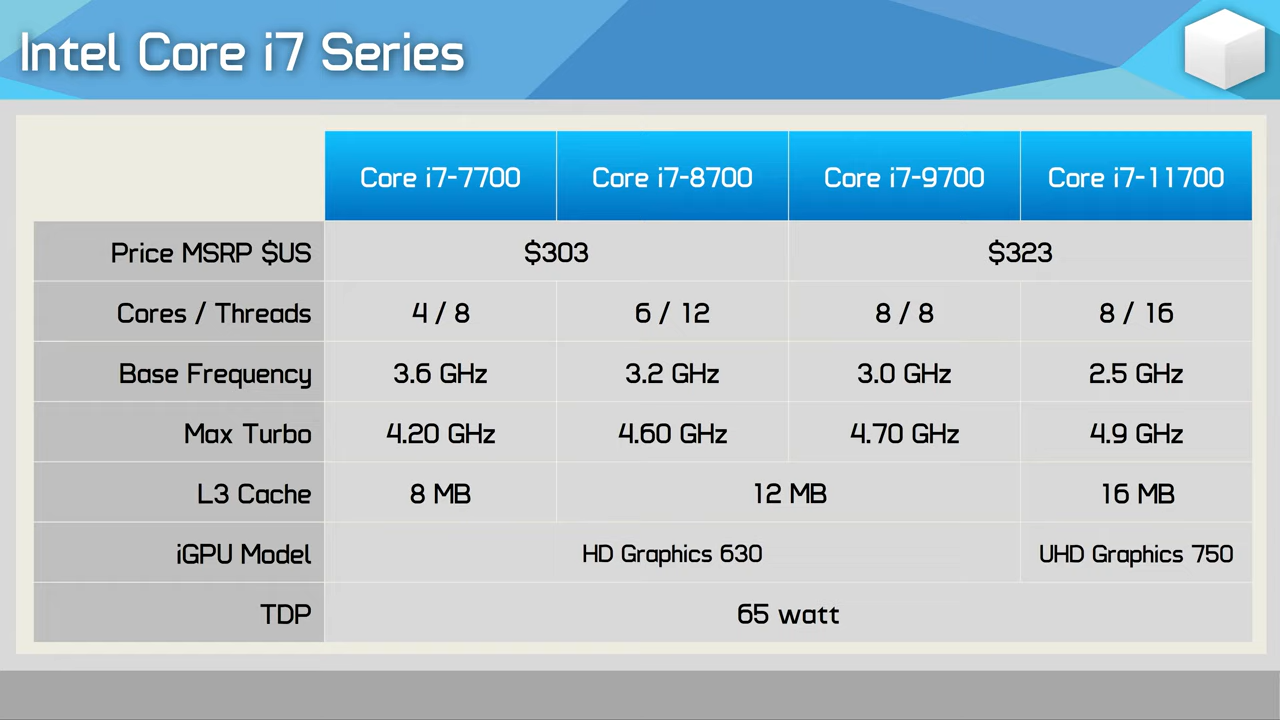 Intel Core i7 Series
Core i7-7700 Core i7-8700 Core i7-9700 Core i7-11700
Price MSRP $US $303 $323
Cores / Threads 4 / 8 6 / 12 8 / 8 8 / 16
Base Frequency 3.6 GHz 3.2 GHz 3.0 GHz 2.5 GHz
Max Turbo 4.20 GHz 4.60 GHz 4.70 GHz 4.9 GHz
L3 Cache 8 MB 12 MB 16 MB
iGPU Model HD Graphics 630 UHD Graphics 750
TDP 65 watt